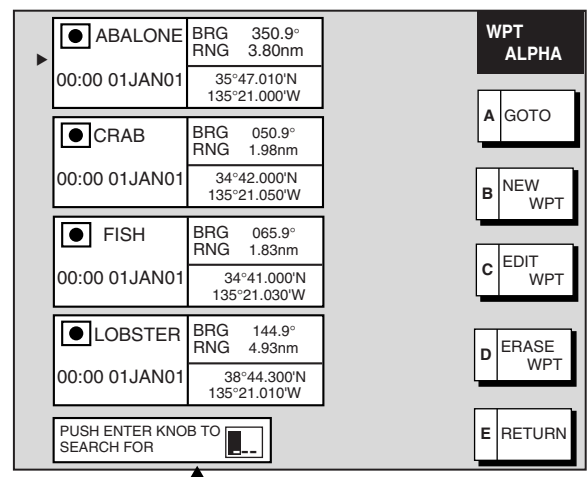 ABALONE
BRG 350.9°
RNG 3.80nm
00:00 01JAN01
35°47.010'N
135°21.000'W
CRAB
BRG 050.9°
RNG 1.98nm
00:00 01JAN01
34°42.000'N
135°21.050'W
FISH
BRG 065.9°
RNG 1.83nm
00:00 01JAN01
34°41.000'N
135°21.030'W
LOBSTER
BRG 144.9°
RNG 4.93nm
00:00 01JAN01
38°44.300'N
135°21.010'W
PUSH ENTER KNOB TO
SEARCH FOR _ _
WPT
ALPHA
A GOTO
B NEW
WPT
C EDIT
WPT
D ERASE
WPT
E RETURN